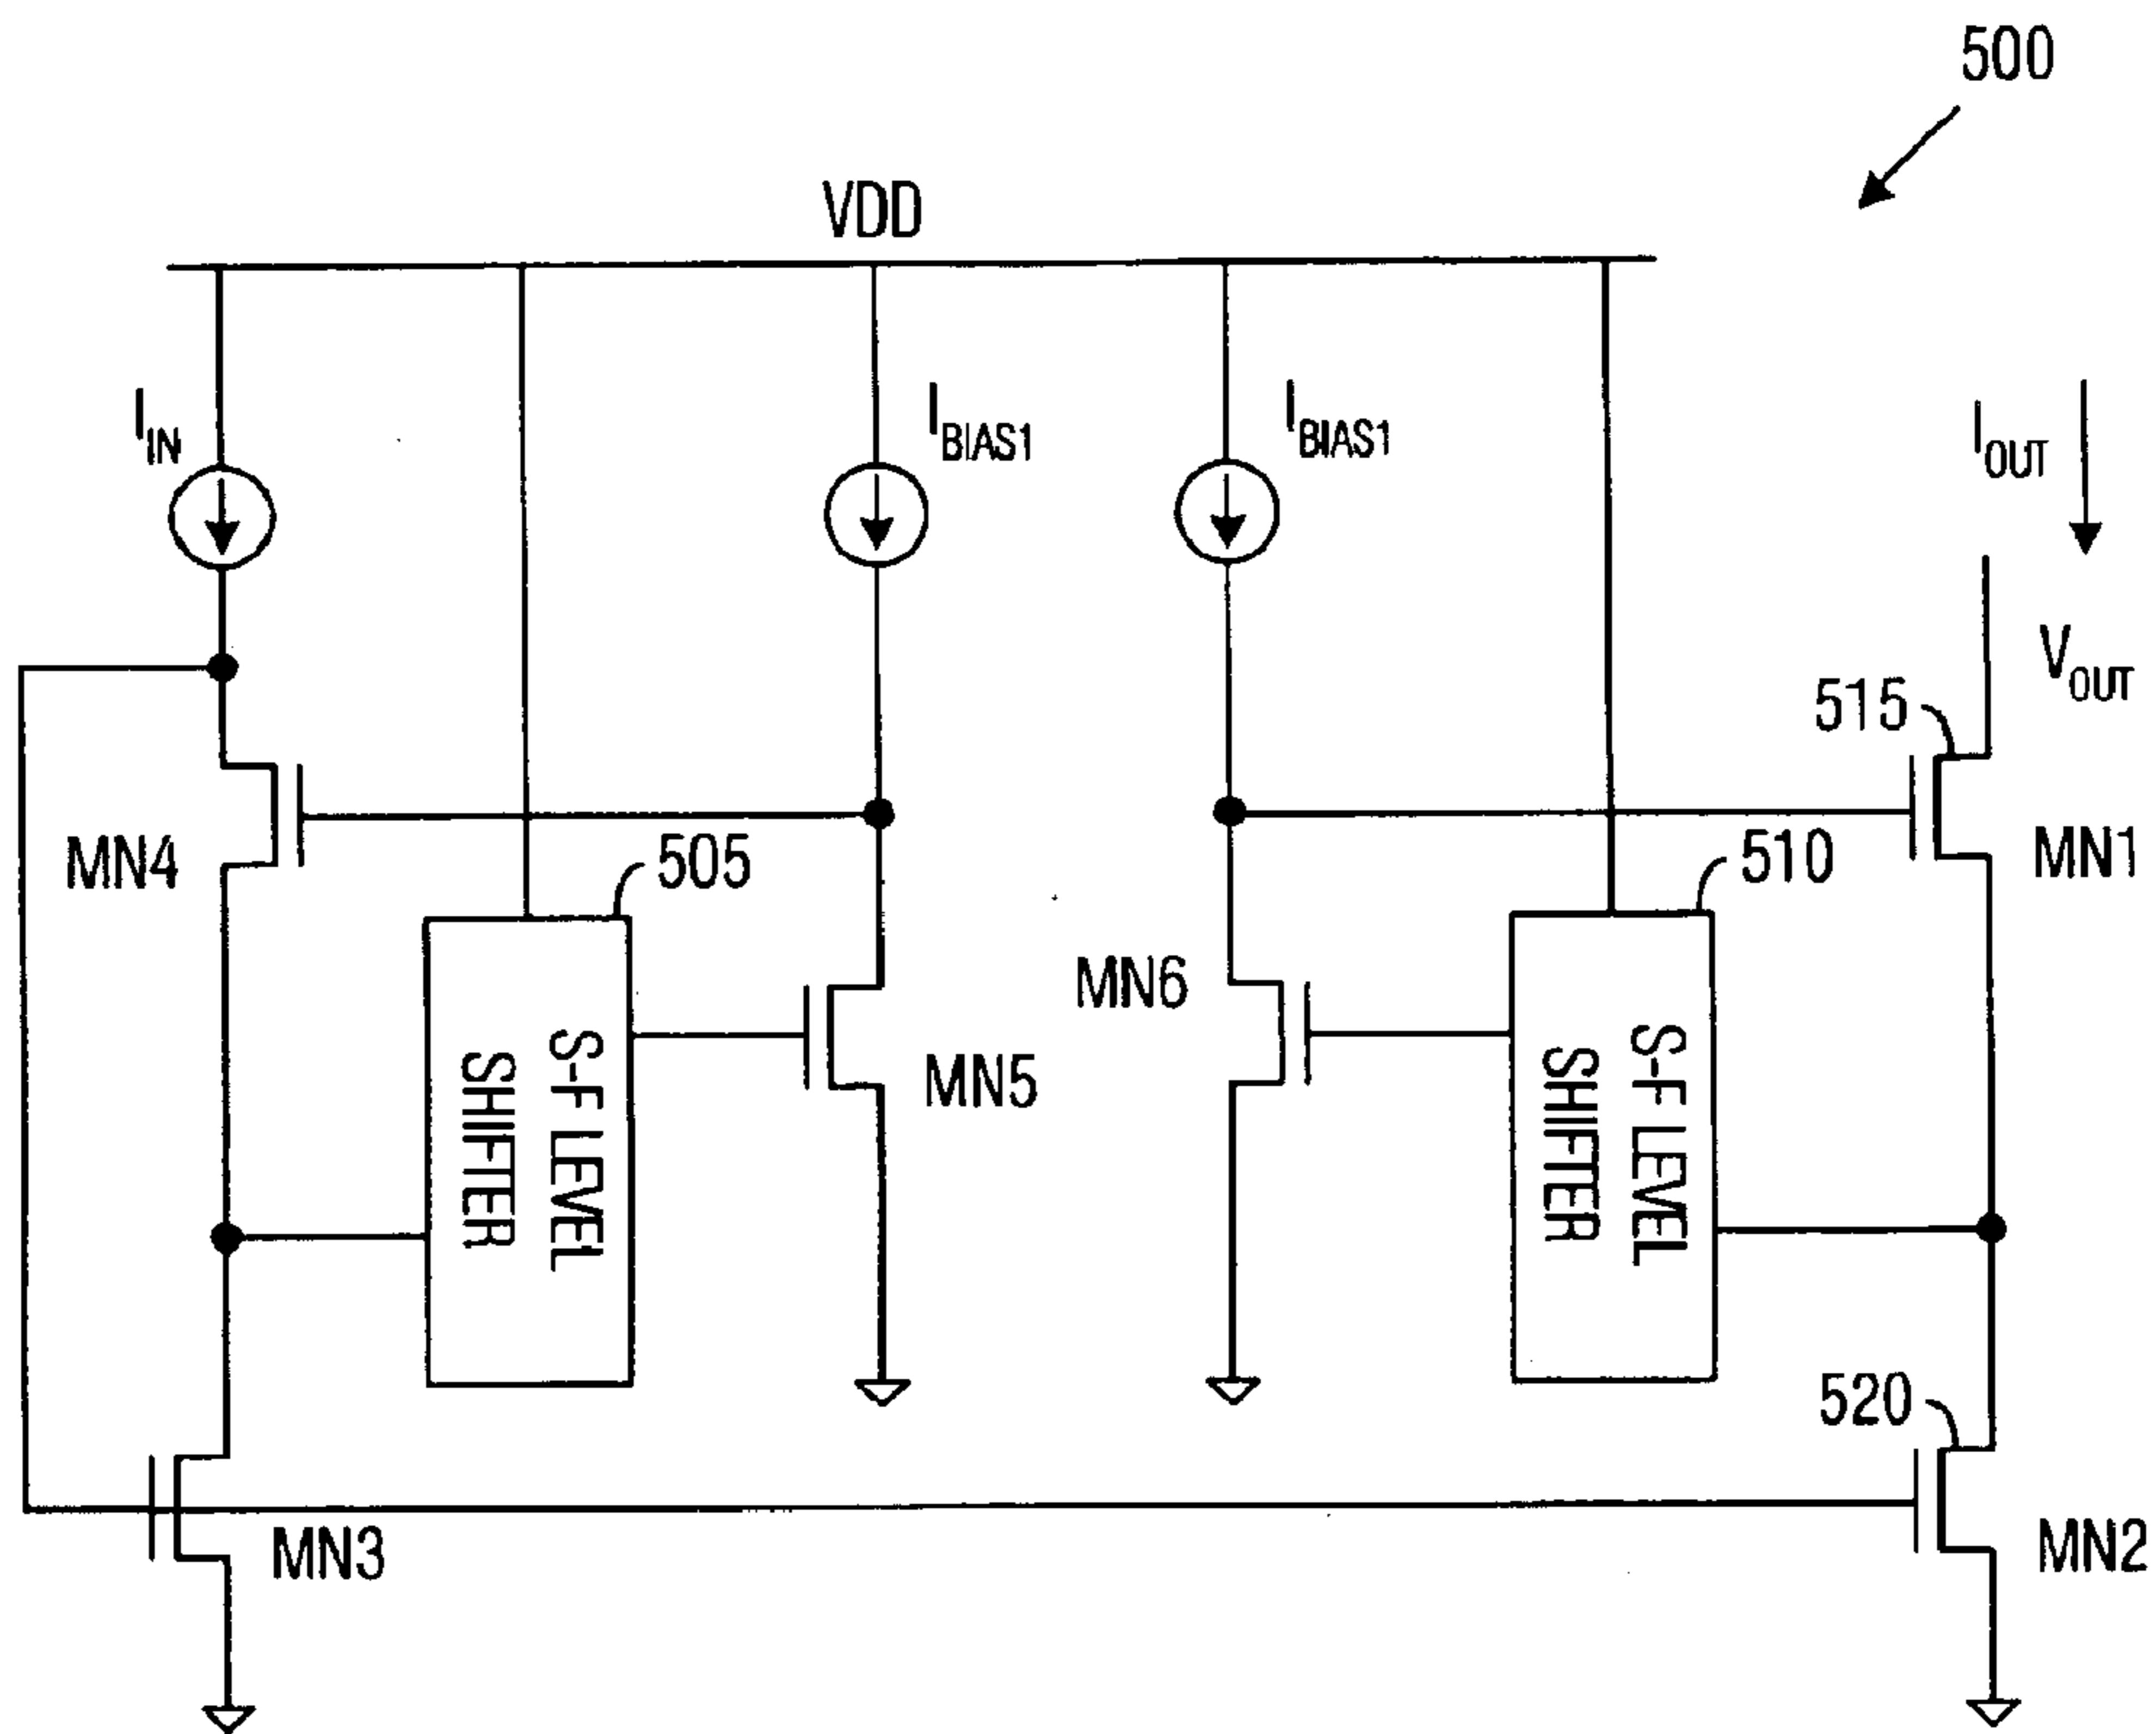 500
VDD
I_IN
I_BIAS1
I_BIAS1
I_OUT
V_OUT
515
MN4
505
510
MN1
MN6
MN5
S-F LEVEL
SHIFTER
S-F LEVEL
SHIFTER
520
MN3
MN2